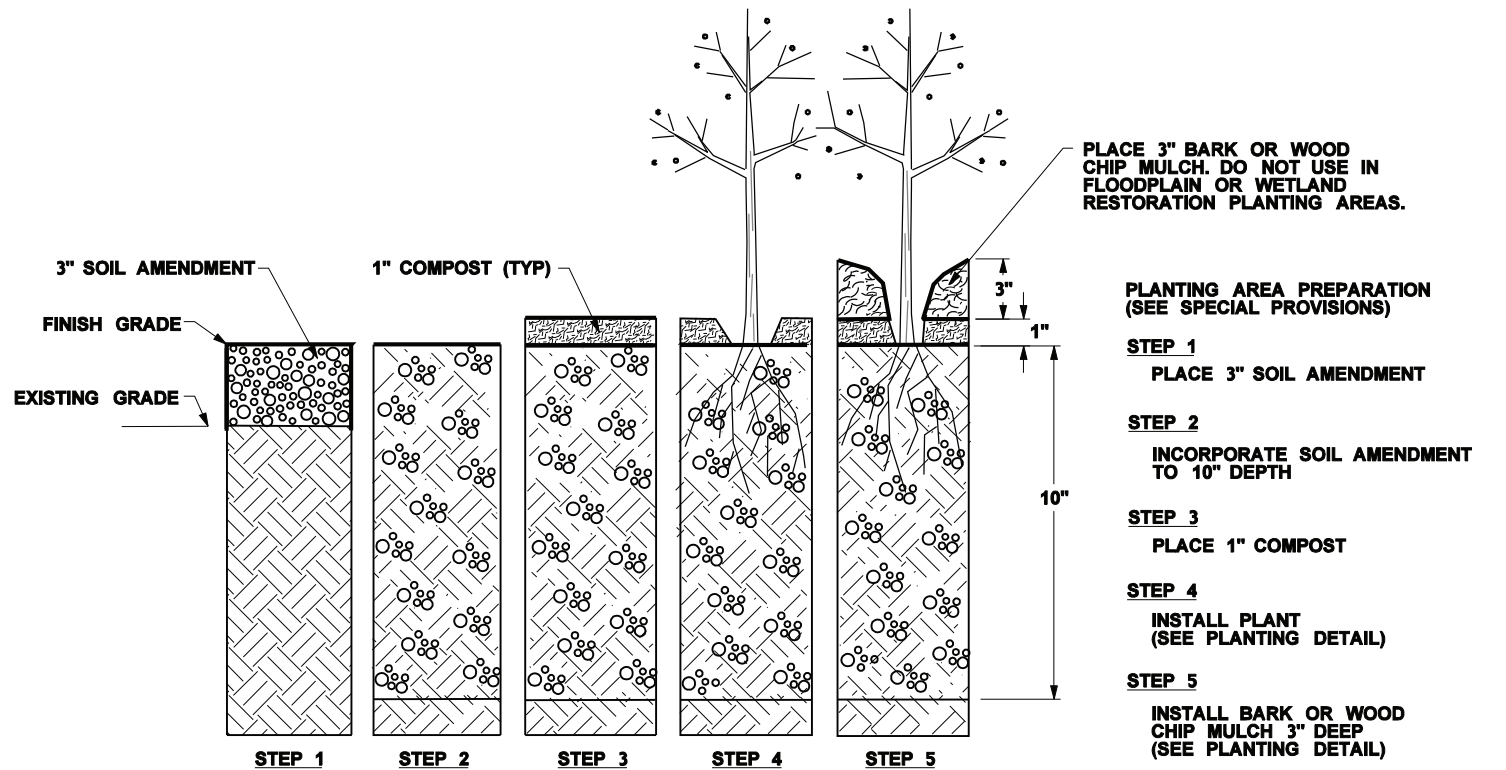 PLACE 3" BARK OR WOOD
CHIP MULCH. DO NOT USE IN
FLOODPLAIN OR WETLAND
RESTORATION PLANTING AREAS.
3" SOIL AMENDMENT
1" COMPOST (TYP)
FINISH GRADE
EXISTING GRADE
3"
1"
10"
STEP 1
STEP 2
STEP 3
STEP 4
STEP 5
PLANTING AREA PREPARATION
(SEE SPECIAL PROVISIONS)
STEP 1
PLACE 3" SOIL AMENDMENT
STEP 2
INCORPORATE SOIL AMENDMENT
TO 10" DEPTH
STEP 3
PLACE 1" COMPOST
STEP 4
INSTALL PLANT
(SEE PLANTING DETAIL)
STEP 5
INSTALL BARK OR WOOD
CHIP MULCH 3" DEEP
(SEE PLANTING DETAIL)